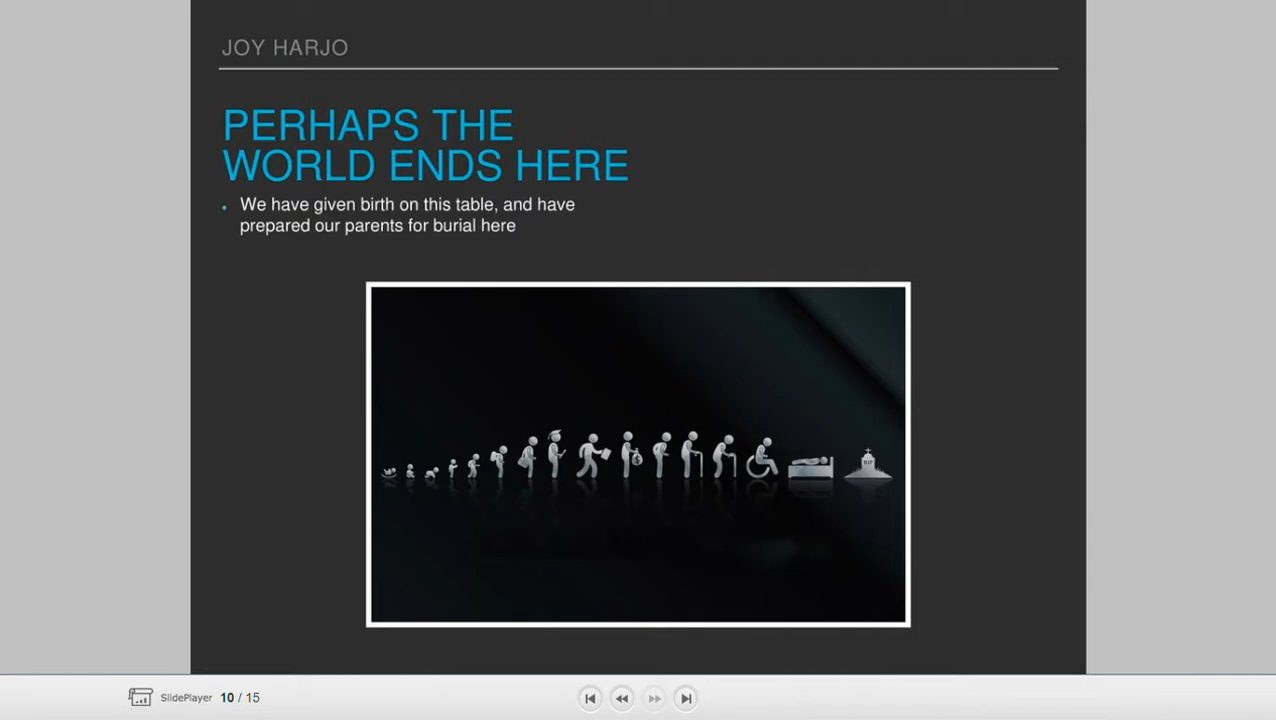 JOY HARJO
PERHAPS THE
WORLD ENDS HERE
We have given birth on this table, and have
prepared our parents for burial here
RIP
SlidePlayer 10 / 15